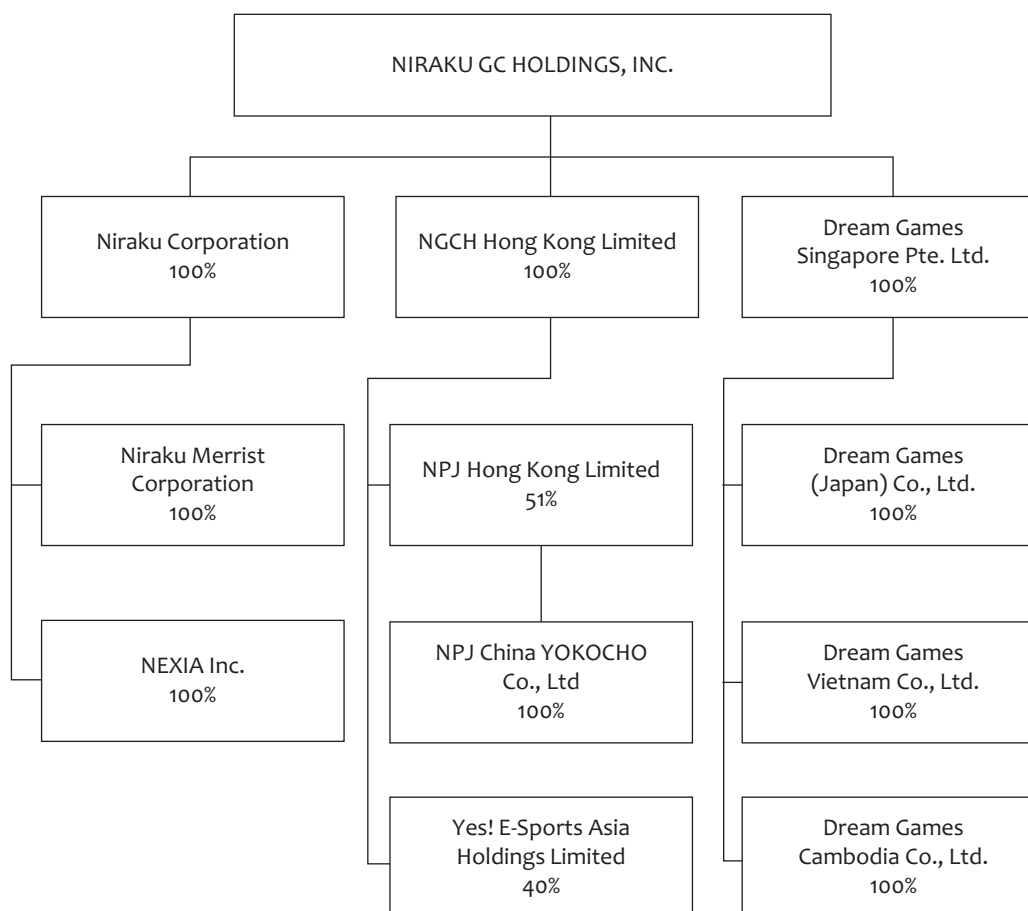 NIRAKU GC HOLDINGS, INC.
Niraku Corporation
100%
NGCH Hong Kong Limited
100%
Dream Games
Singapore Pte. Ltd.
100%
Niraku Merrist
Corporation
100%
NPJ Hong Kong Limited
51%
Dream Games
(Japan) Co., Ltd.
100%
NEXIA Inc.
100%
NPJ China YOKOCHO
Co., Ltd
100%
Dream Games
Vietnam Co., Ltd.
100%
Yes! E-Sports Asia
Holdings Limited
40%
Dream Games
Cambodia Co., Ltd.
100%